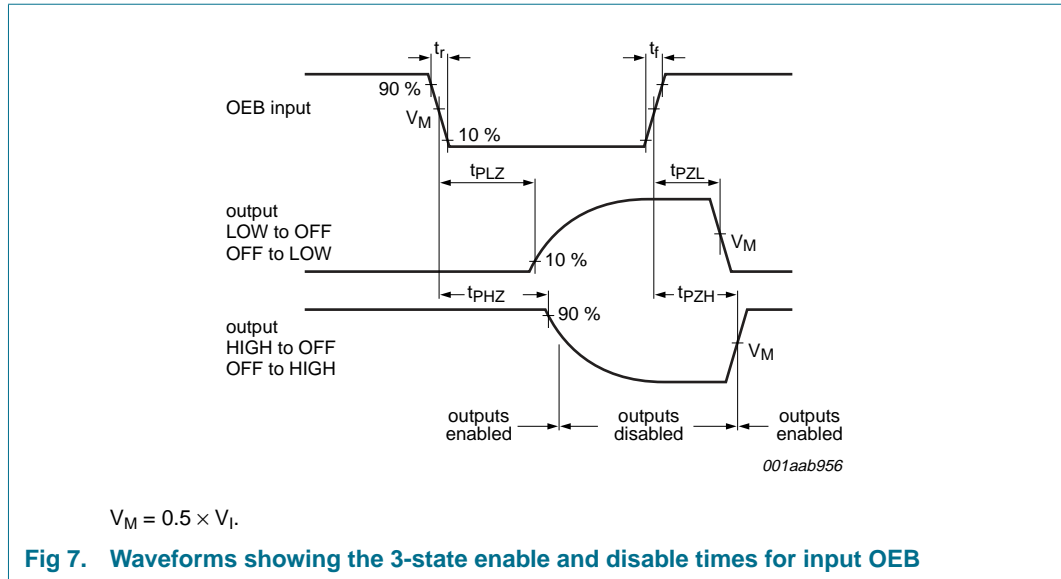 tr
tf
90 %
OEB input
VM
10 %
tPLZ
tPZL
output
LOW to OFF
OFF to LOW
VM
10 %
tPHZ
tPZH
90 %
output
HIGH to OFF
OFF to HIGH
VM
outputs
enabled
outputs
disabled
outputs
enabled
001aab956
VM = 0.5 × VI.
Fig 7. Waveforms showing the 3-state enable and disable times for input OEB